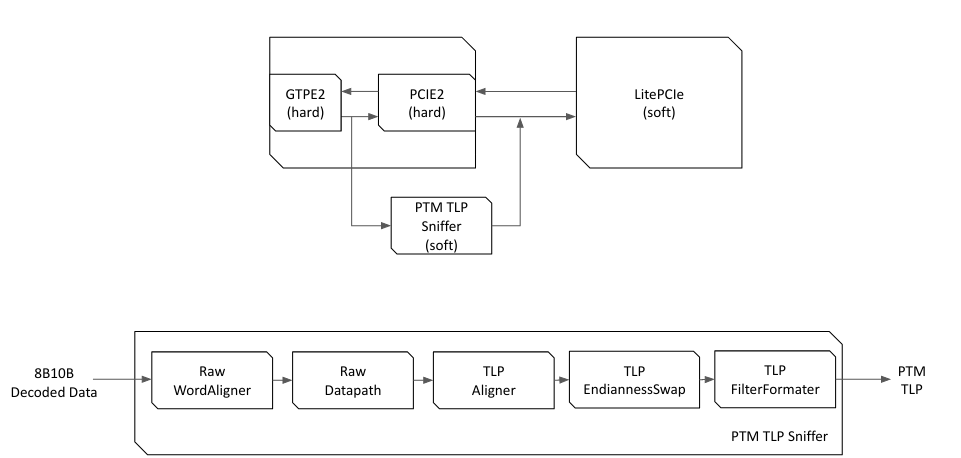 GTPE2
(hard)
PCIE2
(hard)
LitePCIe
(soft)
PTM TLP
Sniffer
(soft)
8B10B
Decoded Data
Raw
WordAligner
Raw
Datapath
TLP
Aligner
TLP
EndiannessSwap
TLP
FilterFormater
PTM
TLP
PTM TLP Sniffer